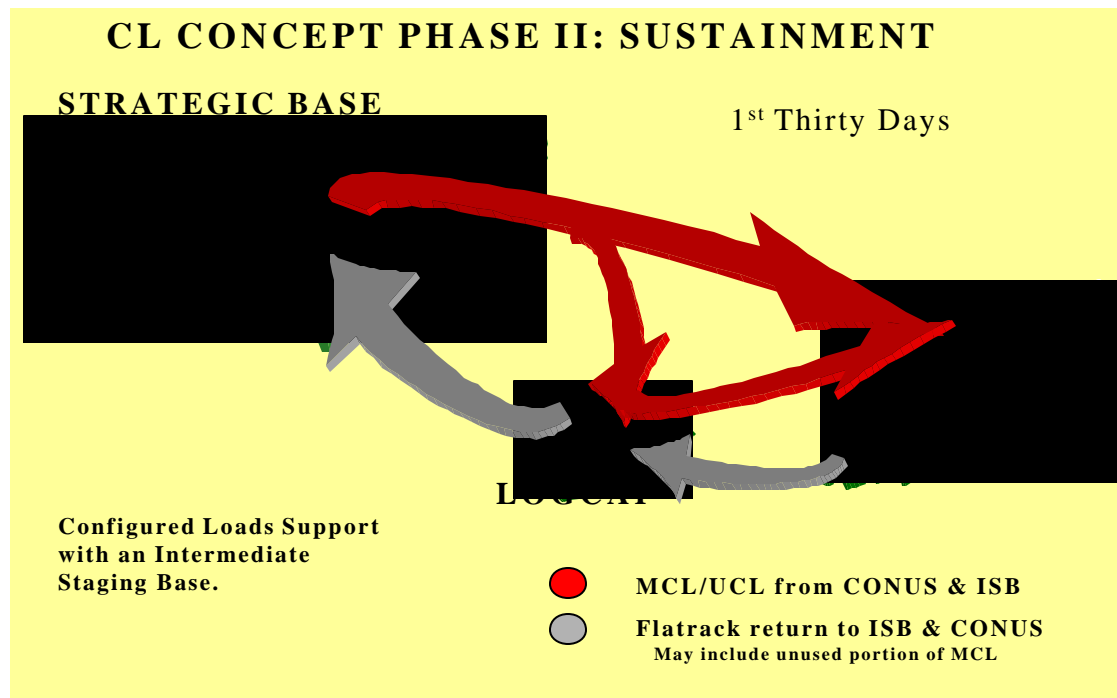 CL CONCEPT PHASE II: SUSTAINMENT
STRATEGIC BASE
1st Thirty Days
Configured Loads Support
with an Intermediate
Staging Base.
MCL/UCL from CONUS & ISB
Flatrack return to ISB & CONUS
May include unused portion of MCL